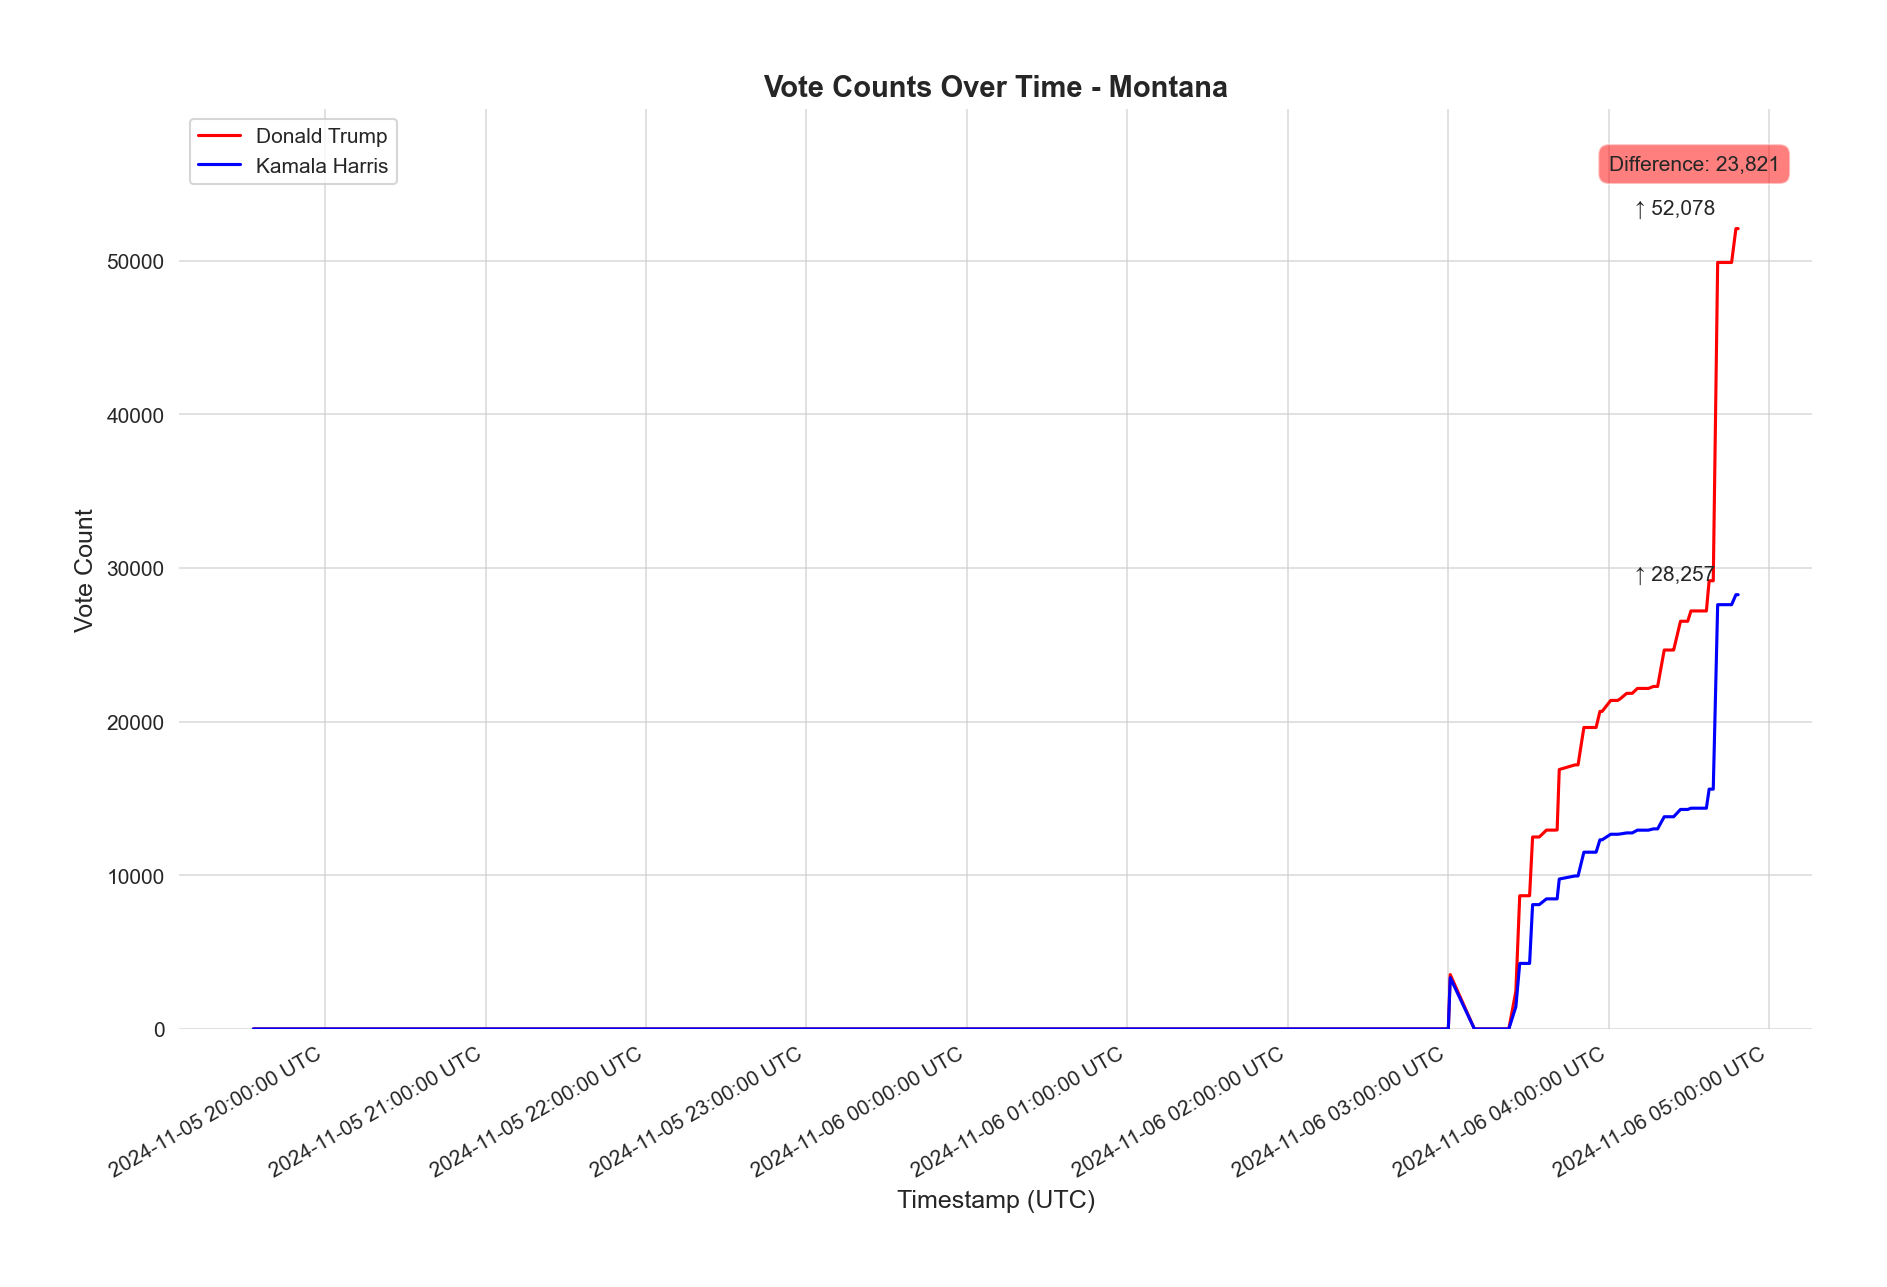 Vote Counts Over Time - Montana
Donald Trump
Kamala Harris
Difference: 23,821
↑ 52,078
↑ 28,257
Vote Count
50000
40000
30000
20000
10000
0
2024-11-05 20:00:00 UTC
2024-11-05 21:00:00 UTC
2024-11-05 22:00:00 UTC
2024-11-05 23:00:00 UTC
2024-11-06 00:00:00 UTC
2024-11-06 01:00:00 UTC
2024-11-06 02:00:00 UTC
2024-11-06 03:00:00 UTC
2024-11-06 04:00:00 UTC
2024-11-06 05:00:00 UTC
Timestamp (UTC)